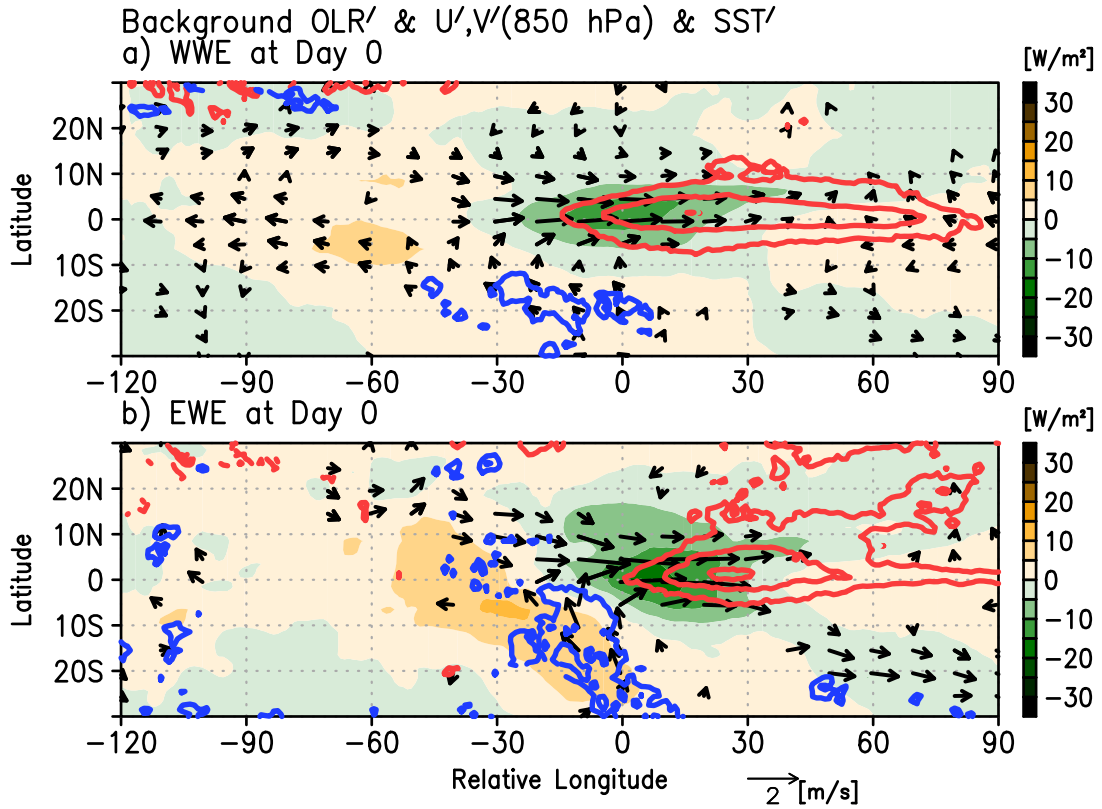 Background OLR′ & U′,V′(850 hPa) & SST′
a) WWE at Day 0
[W/m²]
20N
10N
0
10S
20S
Latitude
30
20
10
0
−10
−20
−30
−120 −90 −60 −30 0 30 60 90
b) EWE at Day 0
[W/m²]
20N
10N
0
10S
20S
Latitude
30
20
10
0
−10
−20
−30
−120 −90 −60 −30 0 30 60 90
Relative Longitude
2 [m/s]